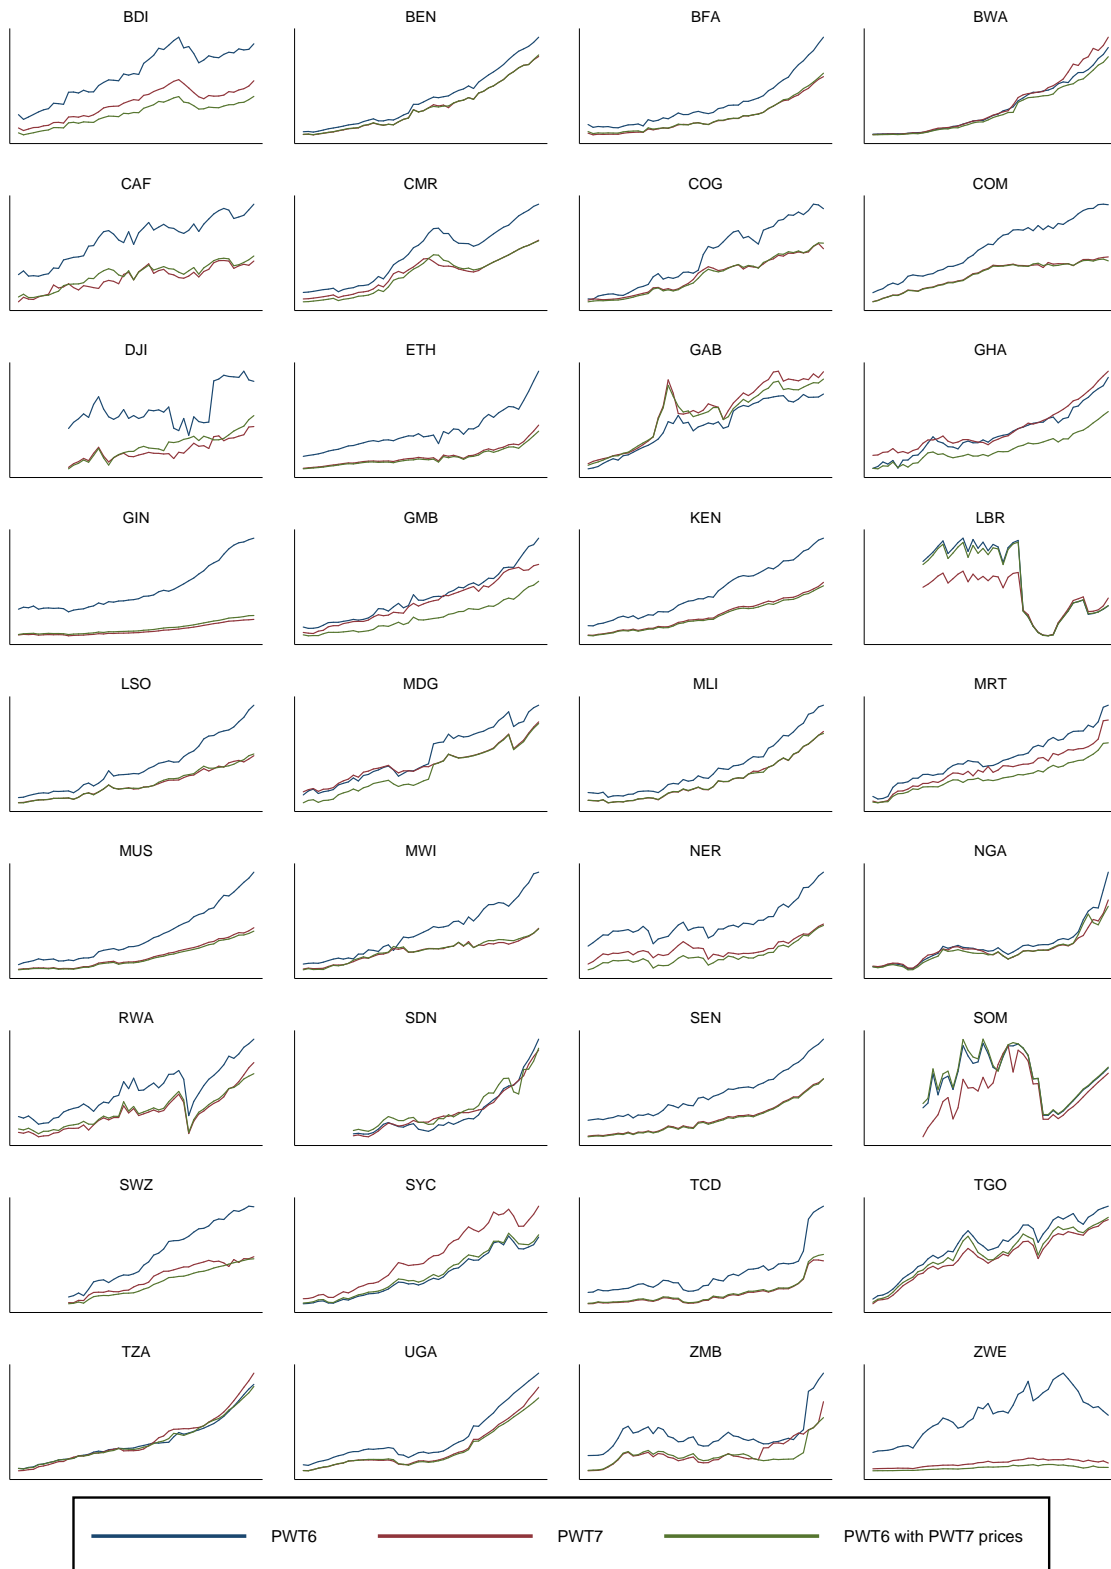 BDI BEN BFA BWA
CAF CMR COG COM
DJI ETH GAB GHA
GIN GMB KEN LBR
LSO MDG MLI MRT
MUS MWI NER NGA
RWA SDN SEN SOM
SWZ SYC TCD TGO
TZA UGA ZMB ZWE
PWT6 PWT7 PWT6 with PWT7 prices